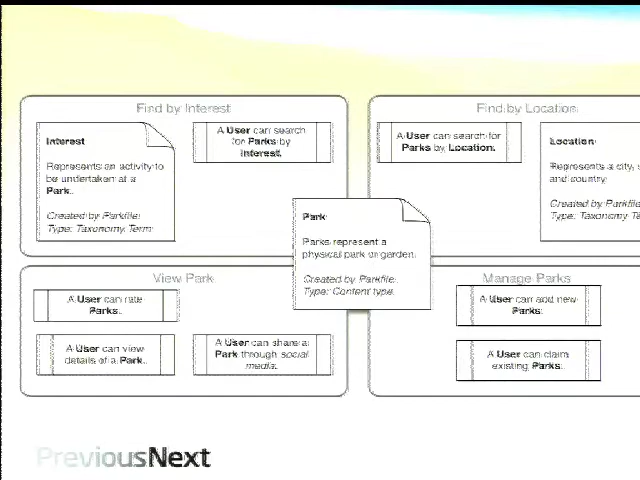 Find by Interest
Find by Location
Interest
Represents an activity to
be undertaken at a
Park.
Created by Parkfile.
Type: Taxonomy Term
A User can search
for Parks by
Interest.
A User can search for
Parks by Location.
Location
Represents a city,
and country
Created by Parkfile
Type: Taxonomy
Park
Parks represent a
physical park or garden.
Created by Parkfile.
Type: Content type.
View Park
A User can rate
Parks.
A User can view
details of a Park.
A User can share a
Park through social
media.
Manage Parks
A User can add new
Parks.
A User can claim
existing Parks.
PreviousNext